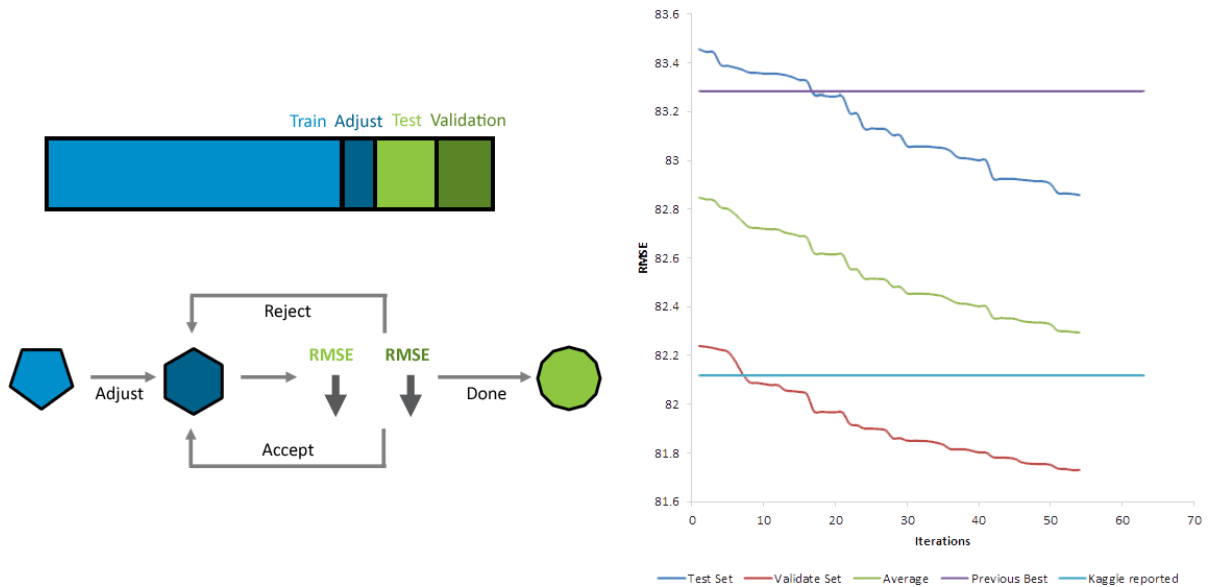 Train Adjust Test Validation
Reject
RMSE RMSE
Adjust
Done
Accept
83.6
83.4
83.2
83
82.8
82.6
82.4
82.2
82
81.8
81.6
RMSE
0 10 20 30 40 50 60 70
Iterations
Test Set Validate Set Average Previous Best Kaggle reported